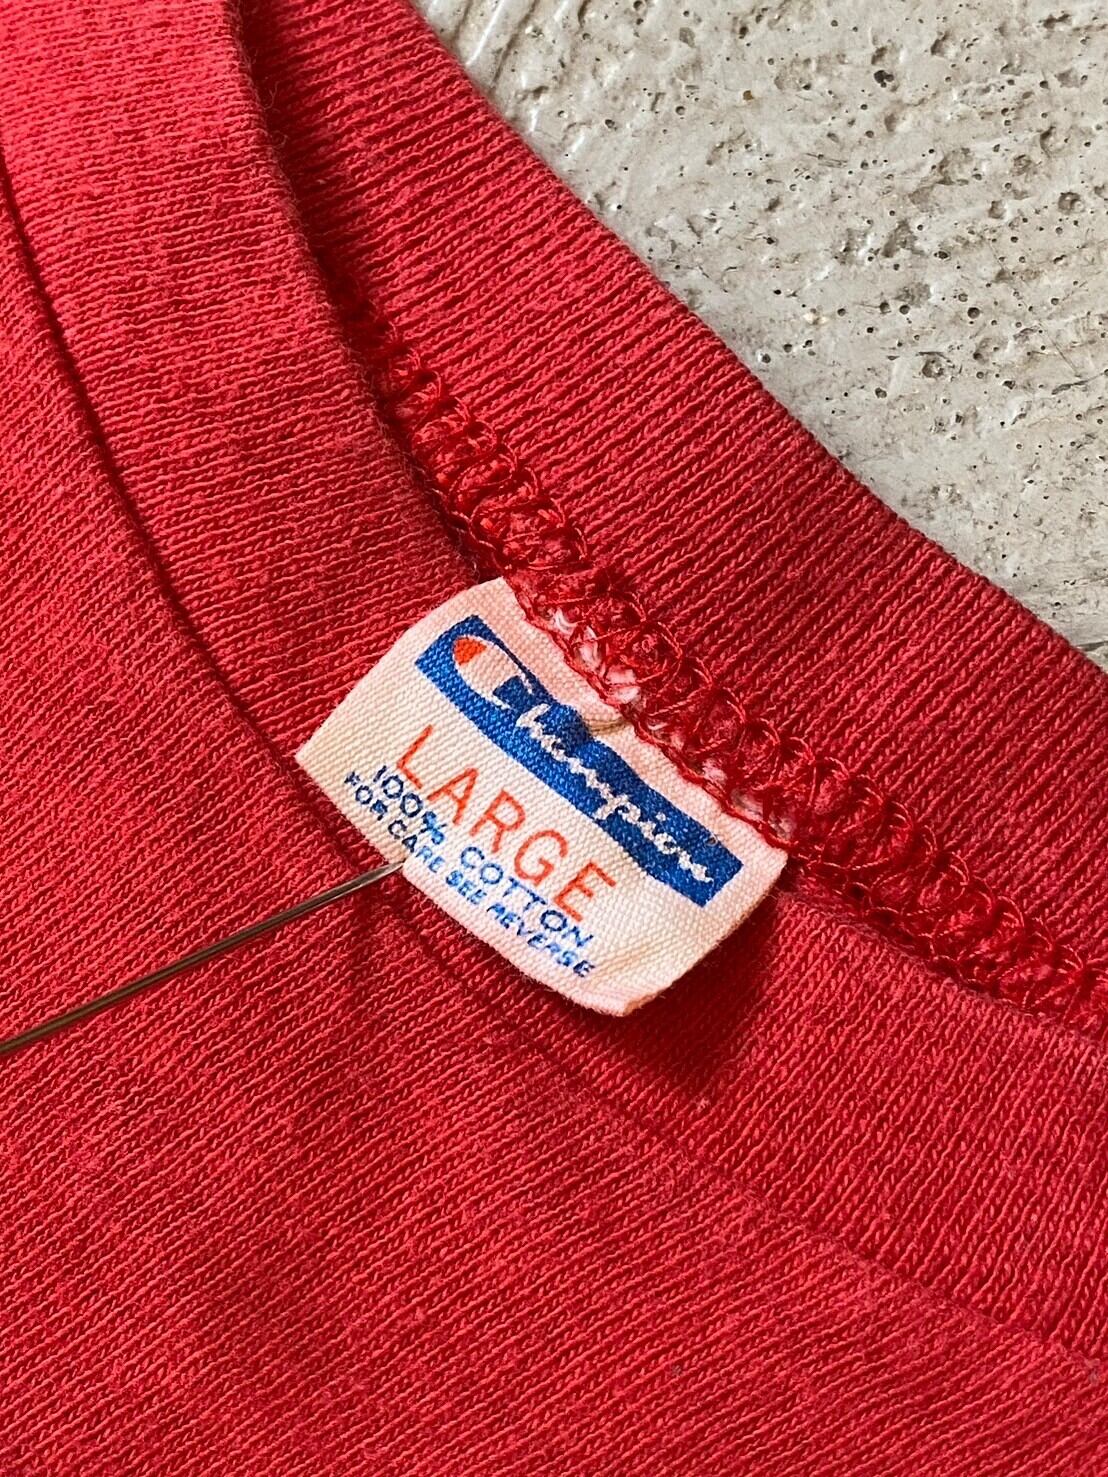 Champion
LARGE
100% COTTON
FOR CARE SEE REVERSE